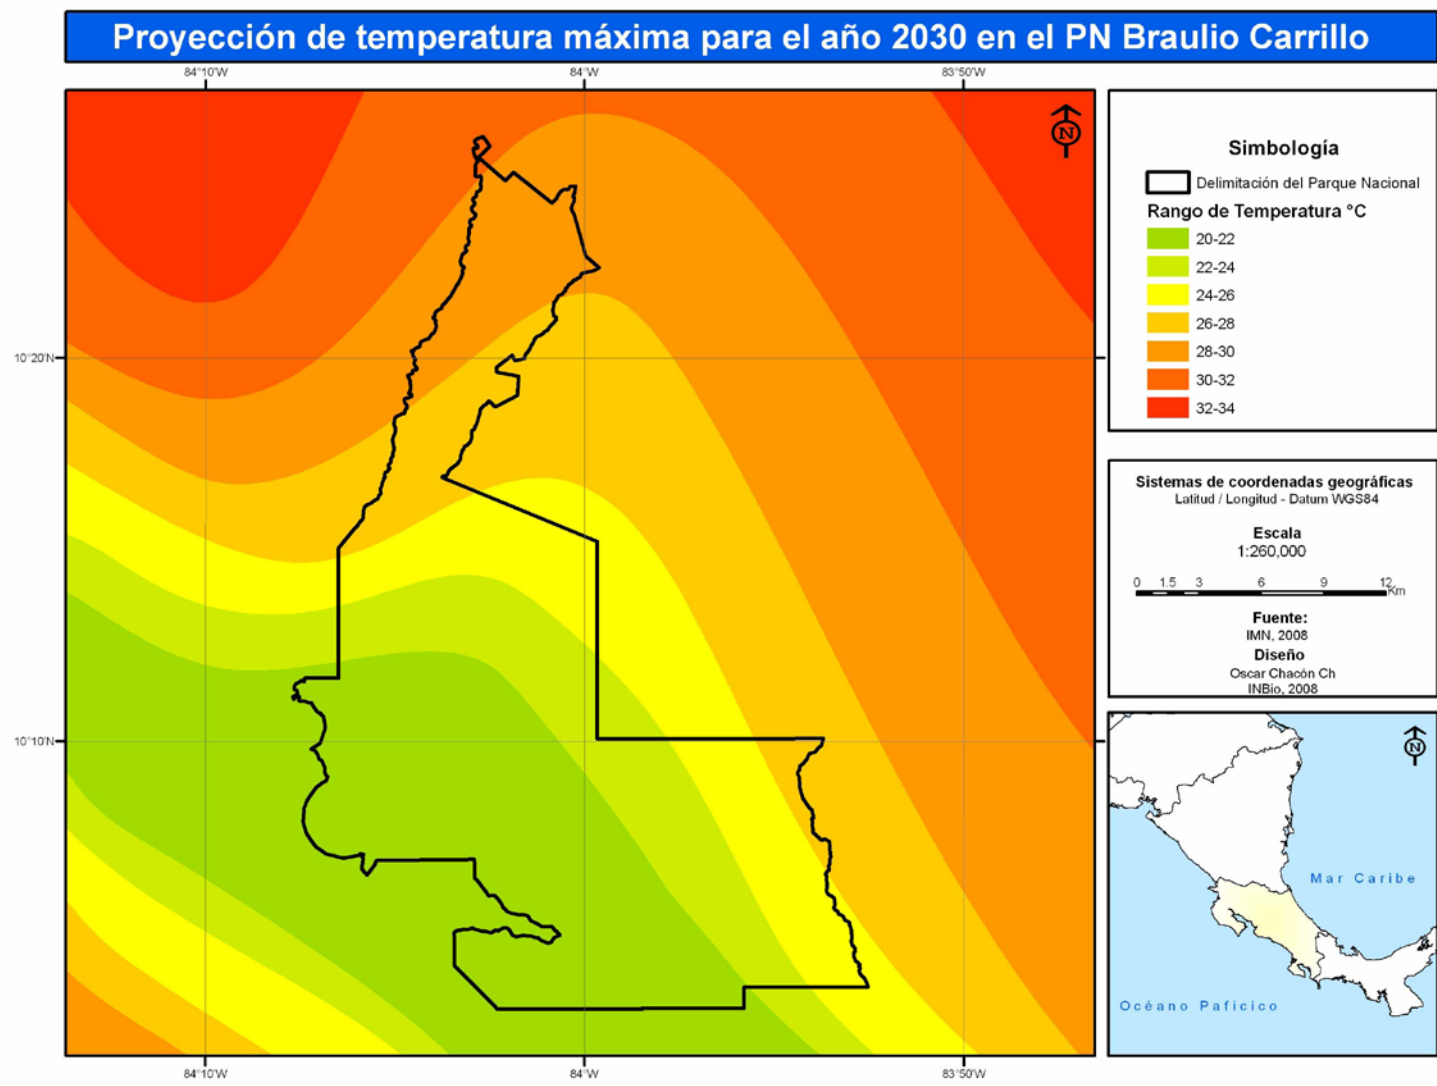 Proyección de temperatura máxima para el año 2030 en el PN Braulio Carrillo
84°10'W
84°W
83°50'W
N
10°20'N
10°10'N
84°10'W
84°W
83°50'W
Simbología
Delimitación del Parque Nacional
Rango de Temperatura °C
20-22
22-24
24-26
26-28
28-30
30-32
32-34
Sistemas de coordenadas geográficas
Latitud / Longitud - Datum WGS84
Escala
1:260,000
0 1.5 3 6 9 12
Km
Fuente:
IMN, 2008
Diseño
Oscar Chacón Ch
INBio, 2008
N
Mar Caribe
Océano Paficico